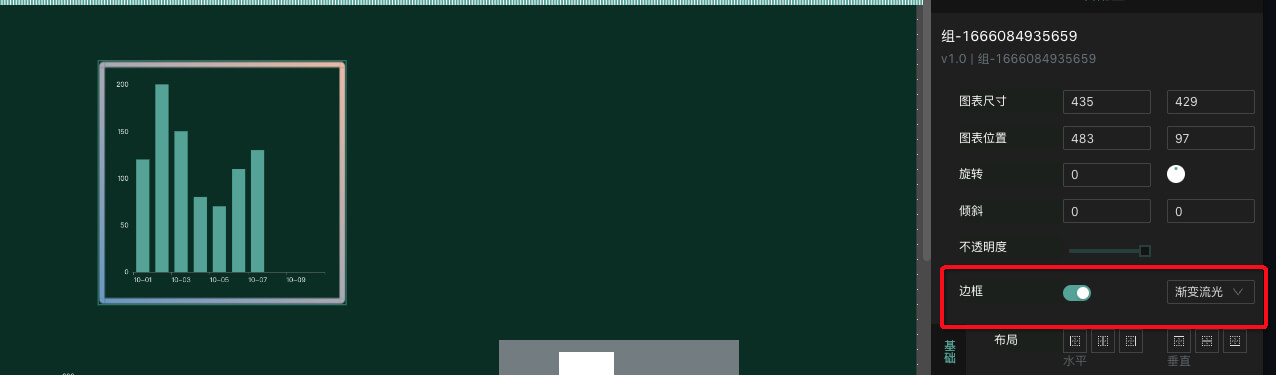 组-1666084935659
v1.0 | 组-1666084935659
图表尺寸 435 429
图表位置 483 97
旋转 0
倾斜 0 0
不透明度
边框 渐变流光
基础
布局
水平 垂直
200
150
100
50
0
10-01 10-03 10-05 10-07 10-09